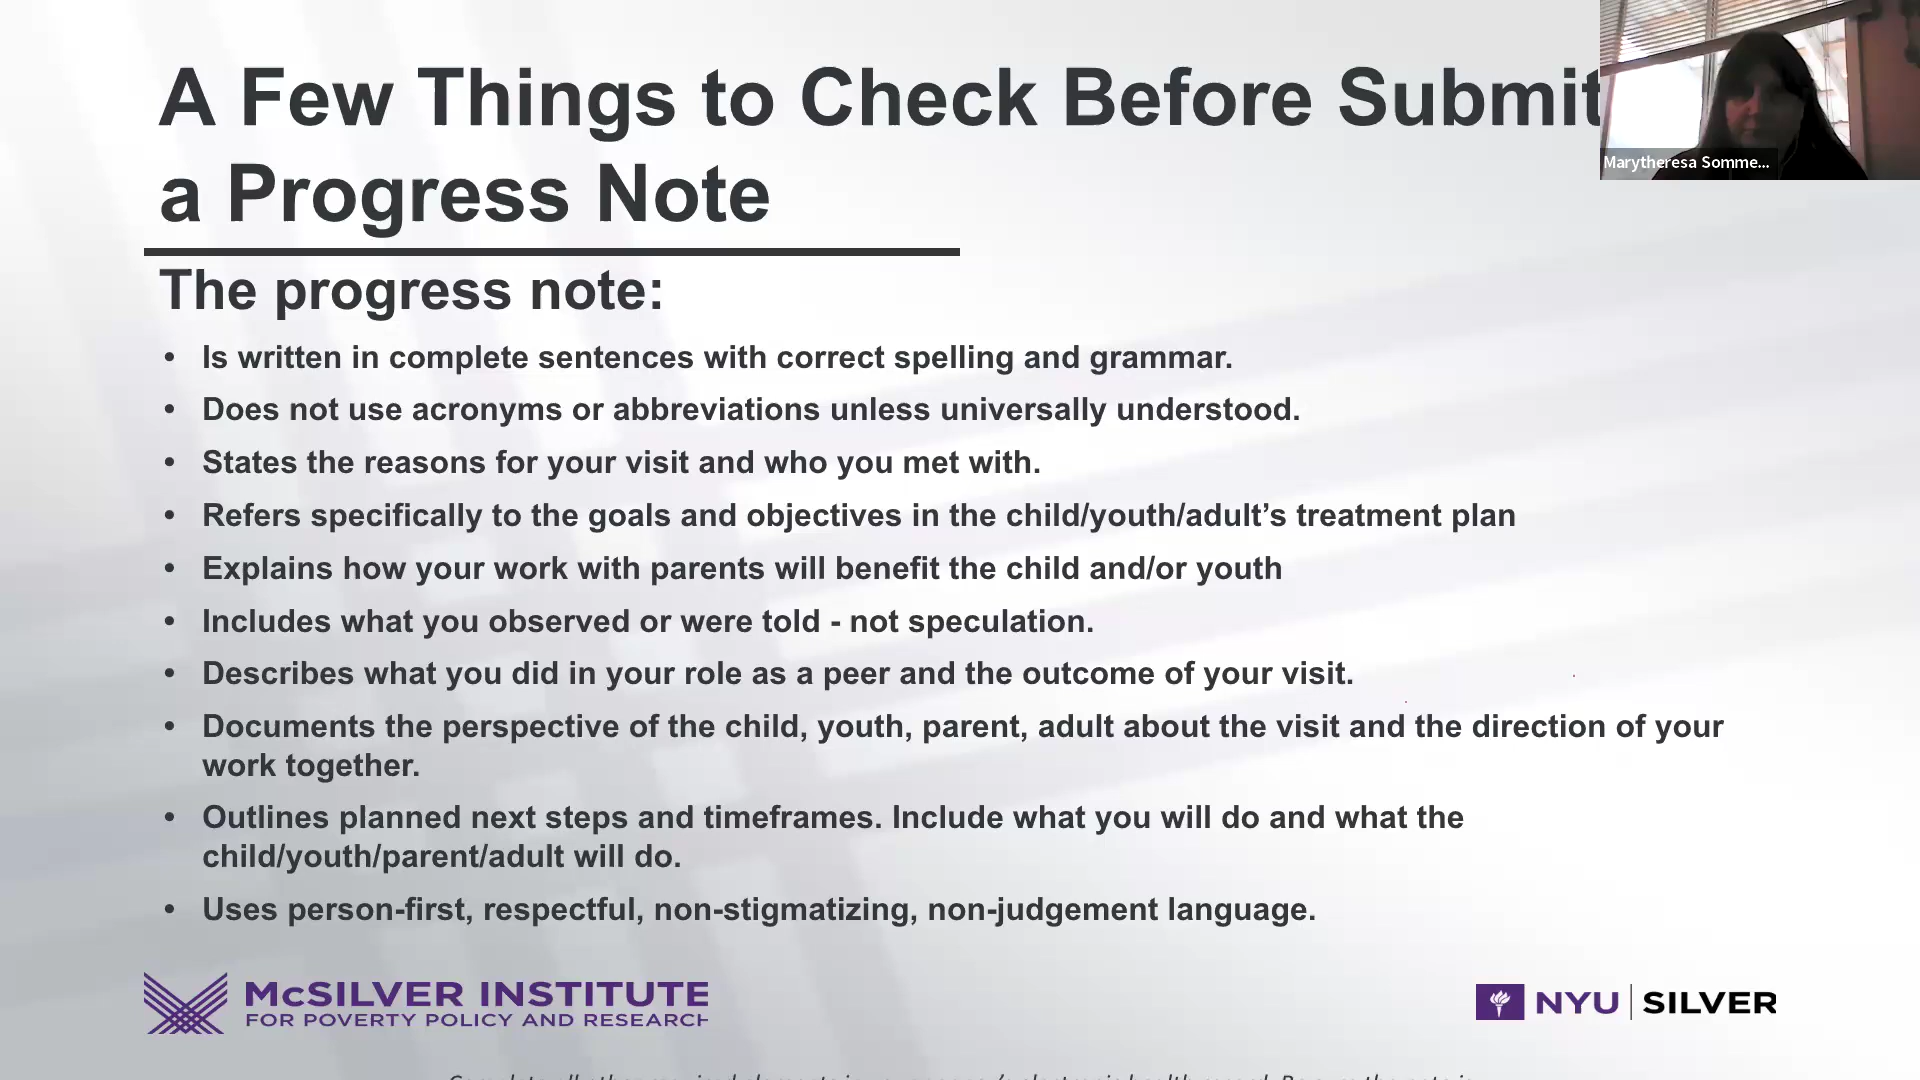 A Few Things to Check Before Submit
a Progress Note
Marytheresa Somme...
The progress note:
• Is written in complete sentences with correct spelling and grammar.
• Does not use acronyms or abbreviations unless universally understood.
• States the reasons for your visit and who you met with.
• Refers specifically to the goals and objectives in the child/youth/adult’s treatment plan
• Explains how your work with parents will benefit the child and/or youth
• Includes what you observed or were told - not speculation.
• Describes what you did in your role as a peer and the outcome of your visit.
• Documents the perspective of the child, youth, parent, adult about the visit and the direction of your
work together.
• Outlines planned next steps and timeframes. Include what you will do and what the
child/youth/parent/adult will do.
• Uses person-first, respectful, non-stigmatizing, non-judgement language.
McSILVER INSTITUTE
FOR POVERTY POLICY AND RESEARCH
NYU SILVER